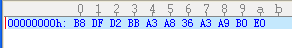 0 1 2 3 4 5 6 7 8 9 a b
00000000h: B8 DF D2 BB A3 A8 36 A3 A9 B0 E0